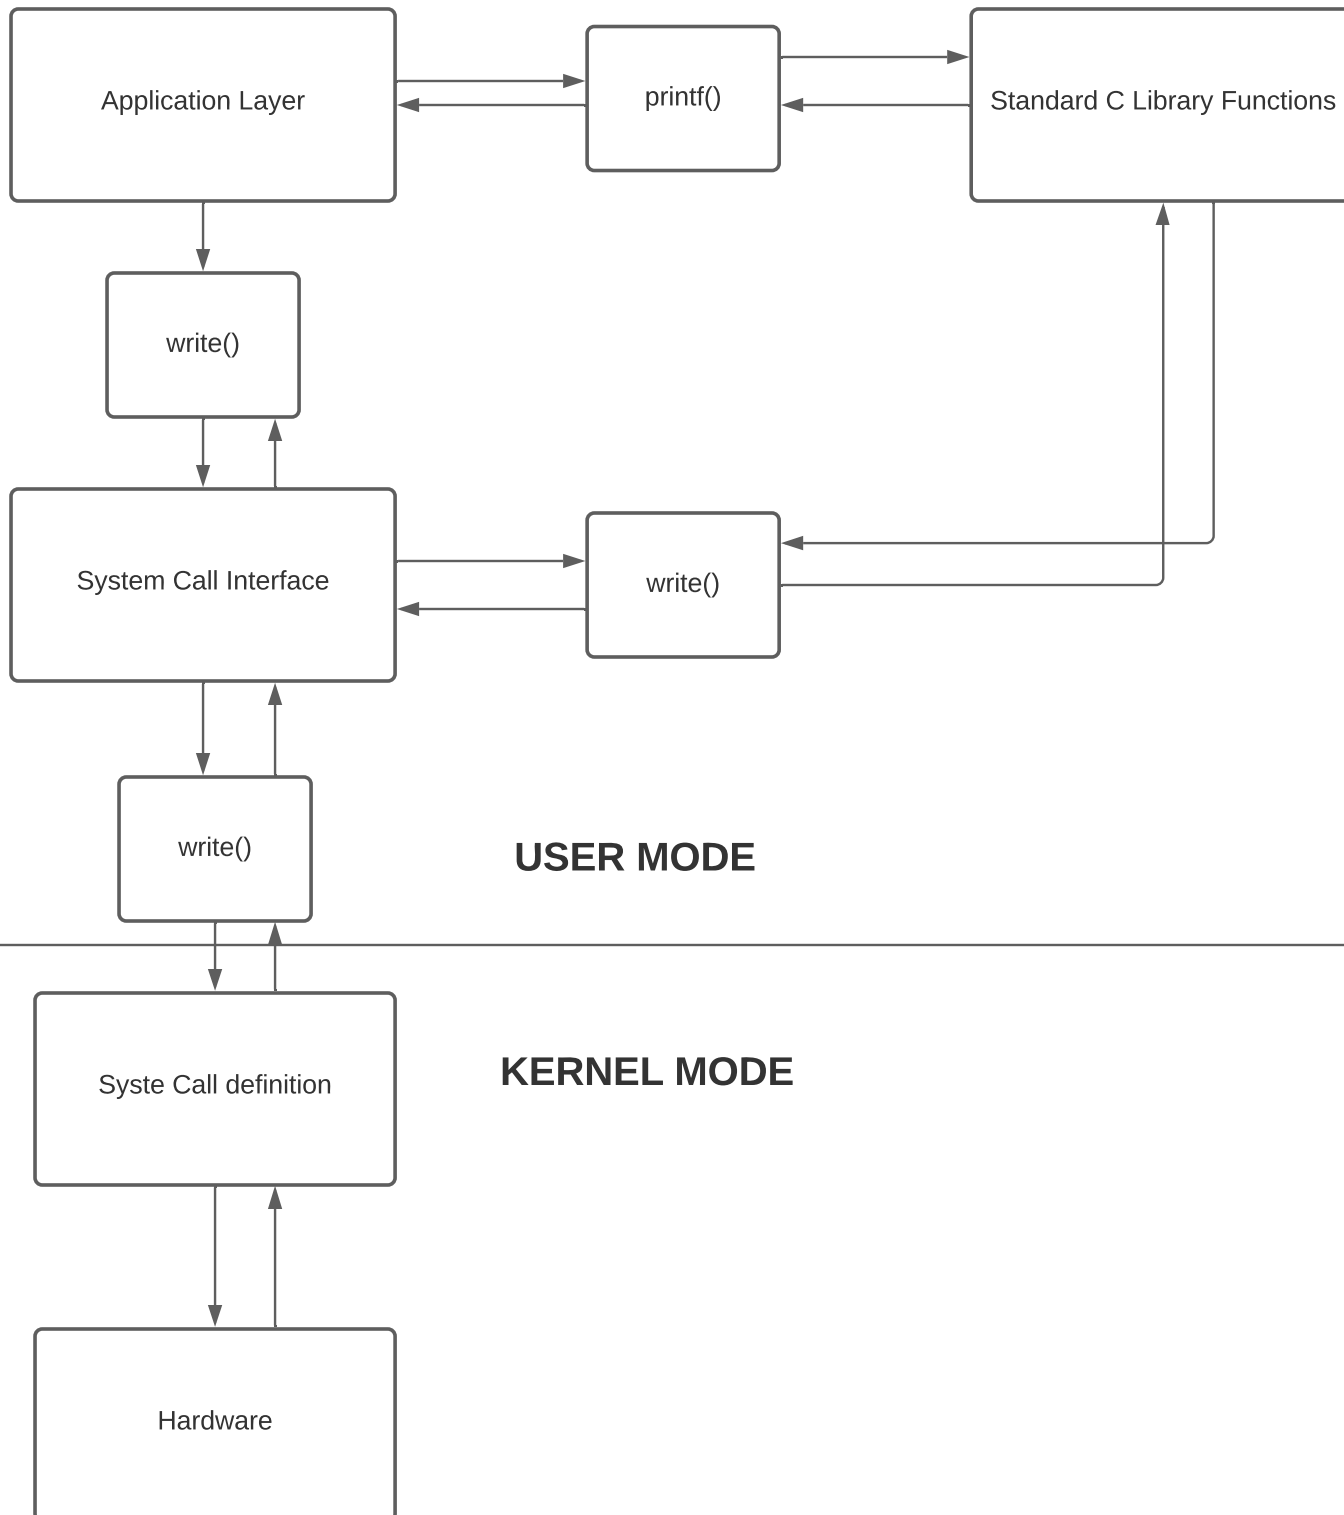 Application Layer
printf()
Standard C Library Functions
write()
System Call Interface
write()
write()
USER MODE
KERNEL MODE
Syste Call definition
Hardware